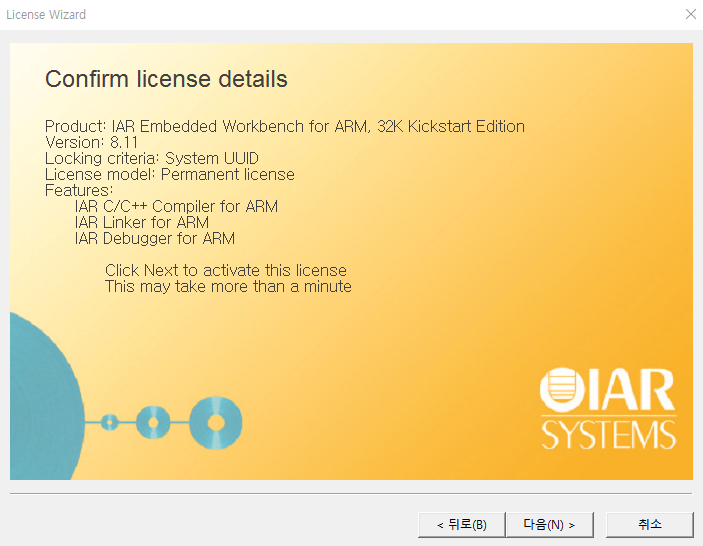 License Wizard
Confirm license details
Product: IAR Embedded Workbench for ARM, 32K Kickstart Edition
Version: 8.11
Locking criteria: System UUID
License model: Permanent license
Features:
IAR C/C++ Compiler for ARM
IAR Linker for ARM
IAR Debugger for ARM
Click Next to activate this license
This may take more than a minute
IAR
SYSTEMS
< 뒤로(B)
다음(N) >
취소